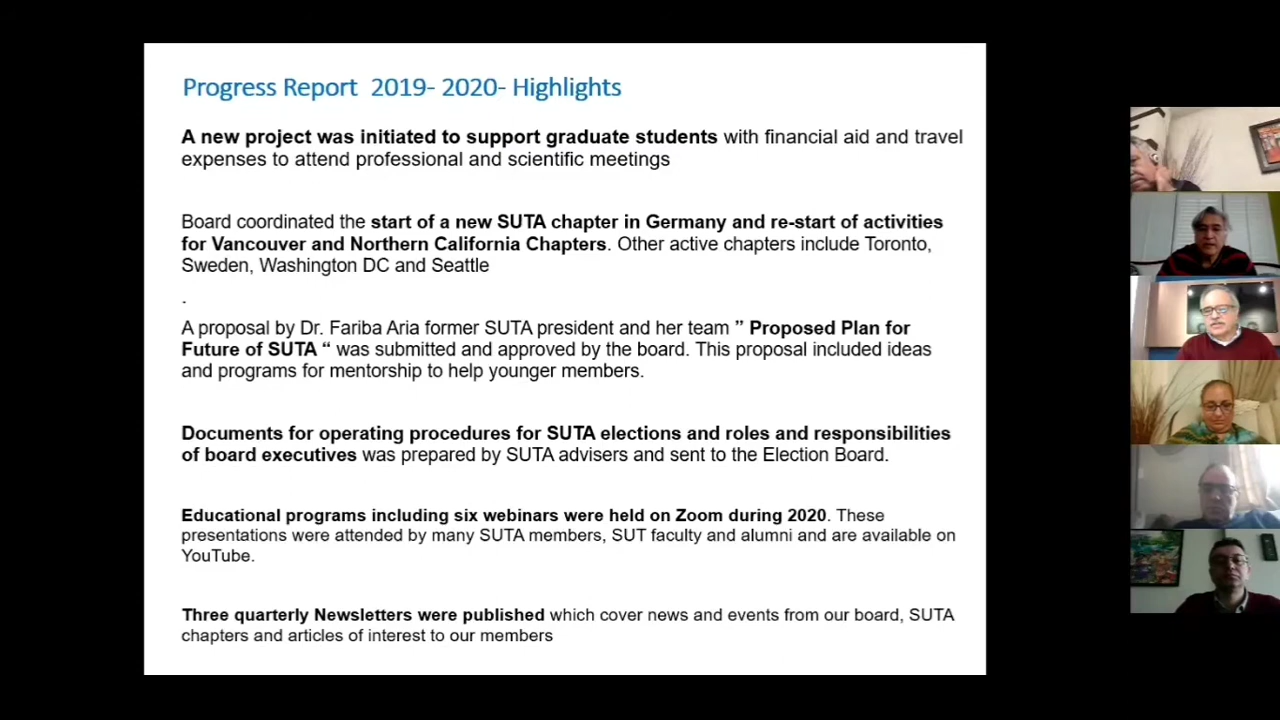 Progress Report 2019- 2020- Highlights
A new project was initiated to support graduate students with financial aid and travel
expenses to attend professional and scientific meetings
Board coordinated the start of a new SUTA chapter in Germany and re-start of activities
for Vancouver and Northern California Chapters. Other active chapters include Toronto,
Sweden, Washington DC and Seattle
.
A proposal by Dr. Fariba Aria former SUTA president and her team ” Proposed Plan for
Future of SUTA “ was submitted and approved by the board. This proposal included ideas
and programs for mentorship to help younger members.
Documents for operating procedures for SUTA elections and roles and responsibilities
of board executives was prepared by SUTA advisers and sent to the Election Board.
Educational programs including six webinars were held on Zoom during 2020. These
presentations were attended by many SUTA members, SUT faculty and alumni and are available on
YouTube.
Three quarterly Newsletters were published which cover news and events from our board, SUTA
chapters and articles of interest to our members